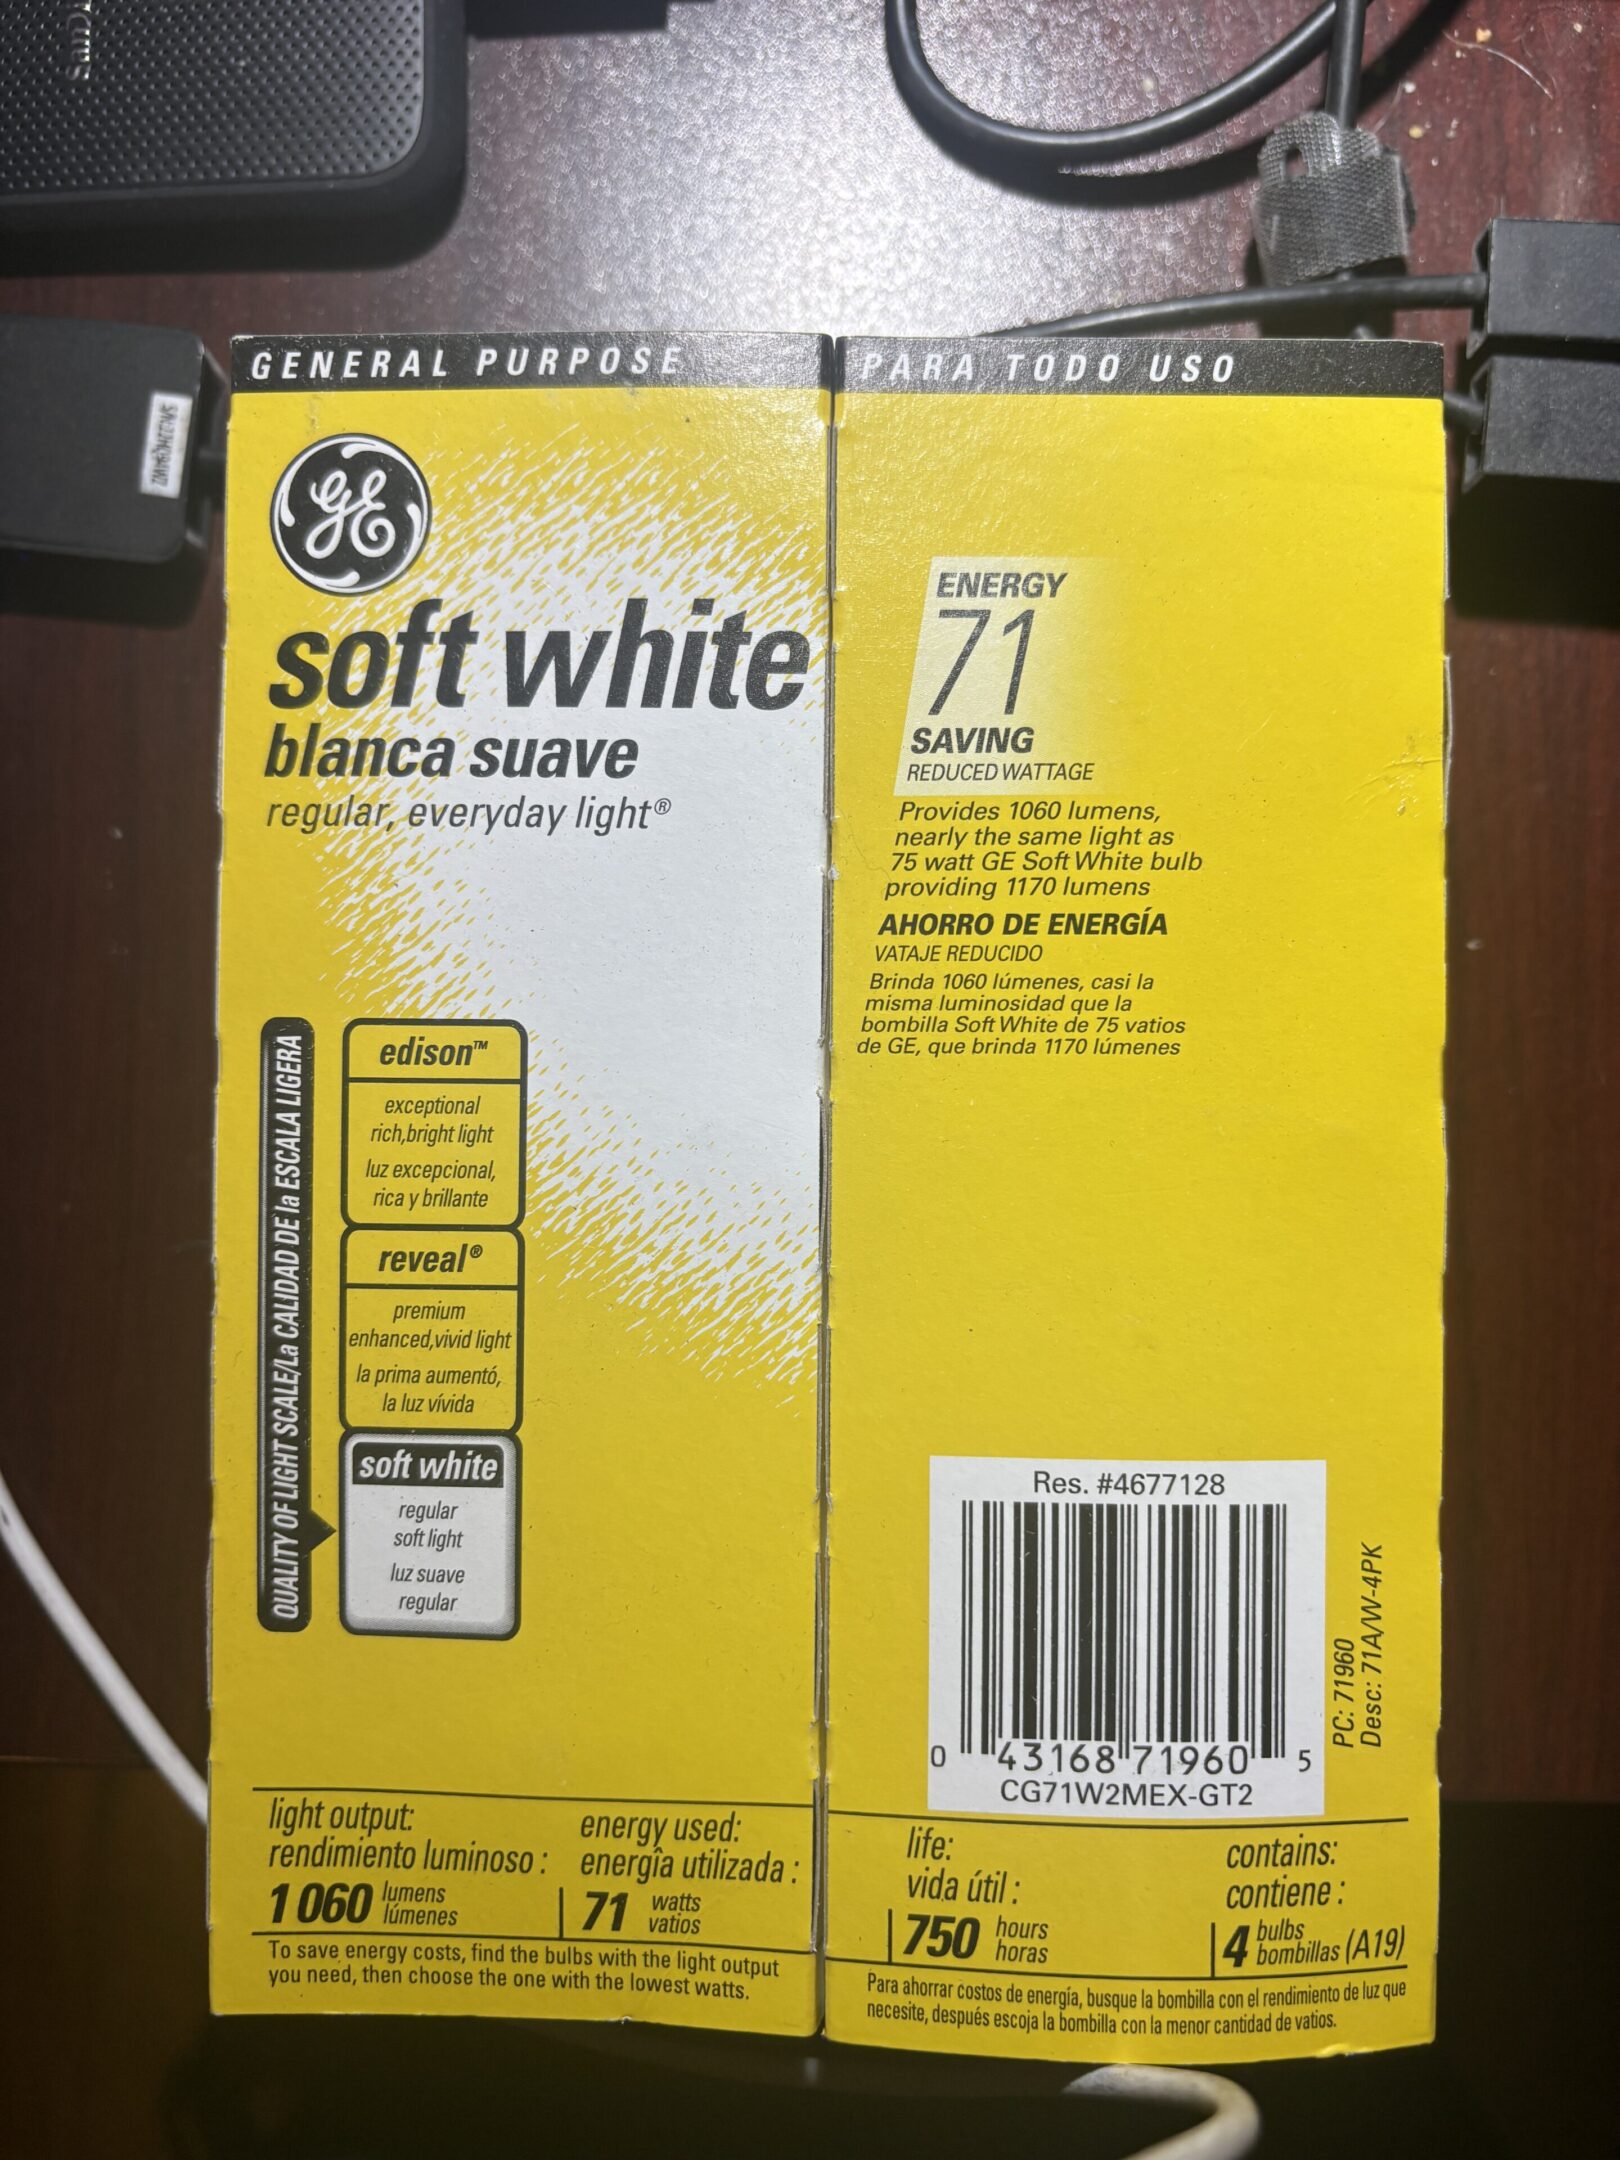 SanD
SN:32HQ94WZ
GENERAL PURPOSE
GE
soft white
blanca suave
regular, everyday light®
QUALITY OF LIGHT SCALE/La CALIDAD DE la ESCALA LIGERA
edison™
exceptional
rich,bright light
luz excepcional,
rica y brillante
reveal®
premium
enhanced,vivid light
la prima aumentó,
la luz vívida
soft white
regular
soft light
luz suave
regular
light output:
rendimiento luminoso :
1 060 lumens
lúmenes
energy used:
energîa utilizada :
71 watts
vatios
To save energy costs, find the bulbs with the light output
you need, then choose the one with the lowest watts.
PARA TODO USO
ENERGY
71
SAVING
REDUCED WATTAGE
Provides 1060 lumens,
nearly the same light as
75 watt GE Soft White bulb
providing 1170 lumens
AHORRO DE ENERGÍA
VATAJE REDUCIDO
Brinda 1060 lúmenes, casi la
misma luminosidad que la
bombilla Soft White de 75 vatios
de GE, que brinda 1170 lúmenes
Res. #4677128
0 43168 71960 5
CG71W2MEX-GT2
PC: 71960
Desc: 71A/W-4PK
life:
vida útil :
750 hours
horas
contains:
contiene :
4 bulbs
bombillas (A19)
Para ahorrar costos de energía, busque la bombilla con el rendimiento de luz que
necesite, después escoja la bombilla con la menor cantidad de vatios.